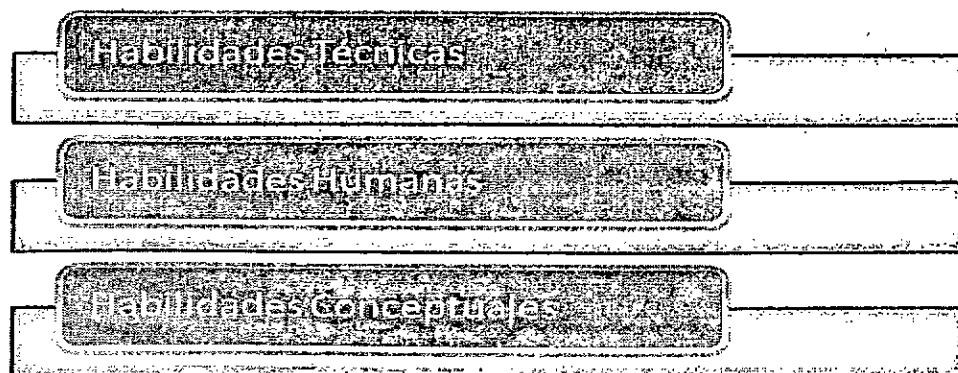 Habilidades Técnicas
Habilidades Humanas
Habilidades Conceptuales